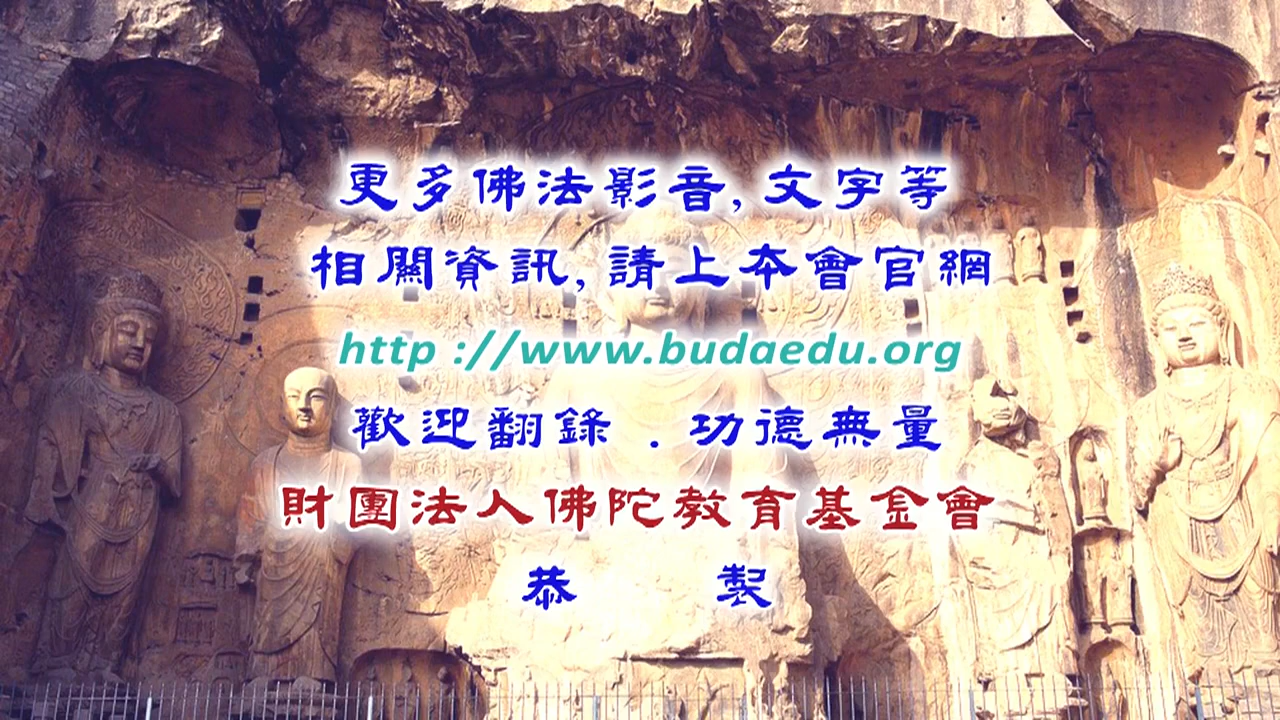 更多佛法影音,文字等
相關資訊,請上本會官網
http ://www.budaedu.org
歡迎翻錄 . 功德無量
財團法人佛陀教育基金會
恭 製